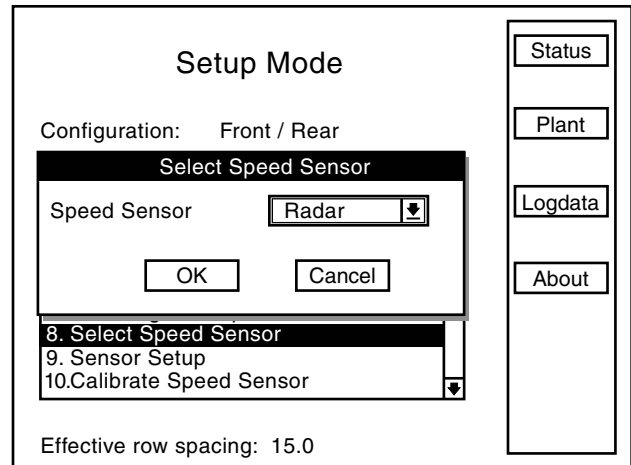 Setup Mode
Configuration: Front / Rear
Select Speed Sensor
Speed Sensor Radar
OK Cancel
8. Select Speed Sensor
9. Sensor Setup
10.Calibrate Speed Sensor
Effective row spacing: 15.0
Status
Plant
Logdata
About